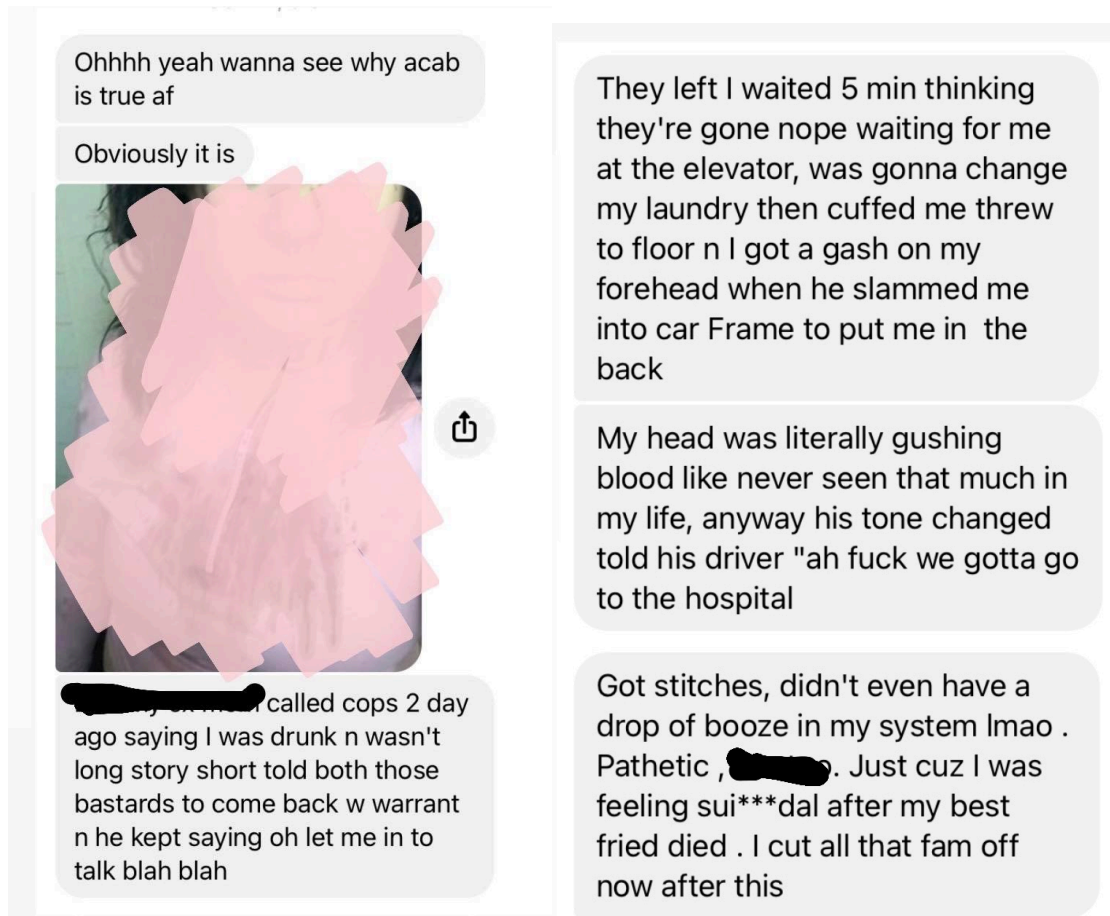 Ohhhh yeah wanna see why acab
is true af
Obviously it is
called cops 2 day
ago saying I was drunk n wasn't
long story short told both those
bastards to come back w warrant
n he kept saying oh let me in to
talk blah blah
They left I waited 5 min thinking
they're gone nope waiting for me
at the elevator, was gonna change
my laundry then cuffed me threw
to floor n I got a gash on my
forehead when he slammed me
into car Frame to put me in the
back
My head was literally gushing
blood like never seen that much in
my life, anyway his tone changed
told his driver "ah fuck we gotta go
to the hospital
Got stitches, didn't even have a
drop of booze in my system lmao .
Pathetic , . Just cuz I was
feeling sui***dal after my best
fried died . I cut all that fam off
now after this